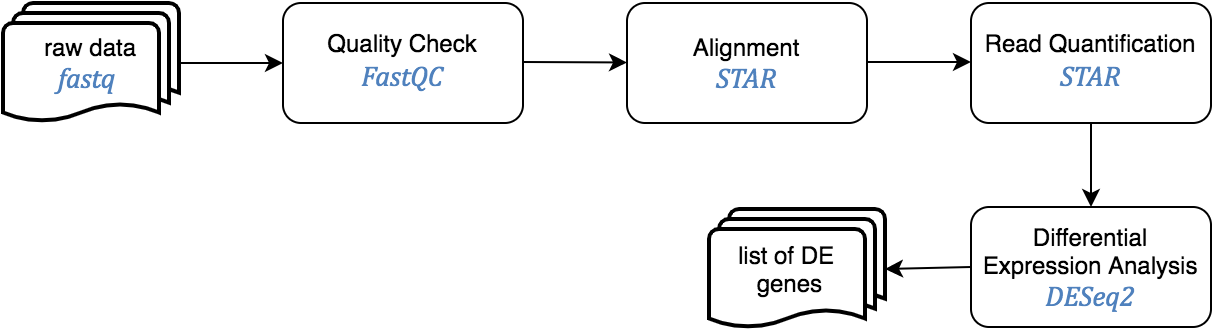 raw data
fastq
Quality Check
FastQC
Alignment
STAR
Read Quantification
STAR
Differential
Expression Analysis
DESeq2
list of DE
genes